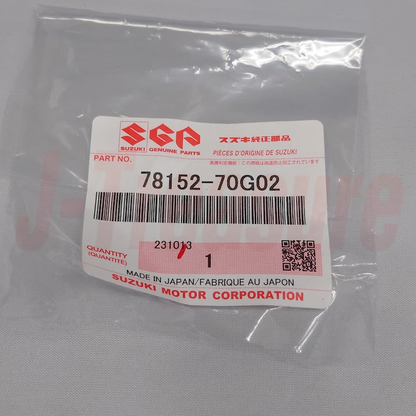 SGP
スズキ純正部品
SUZUKI GENUINE PARTS
PIÈCES D'ORIGINE DE SUZUKI
PART NO.
78152-70G02
231013
QUANTITY
(QUANTITÉ)
1
MADE IN JAPAN/FABRIQUE AU JAPON
SUZUKI MOTOR CORPORATION
J-Treasure